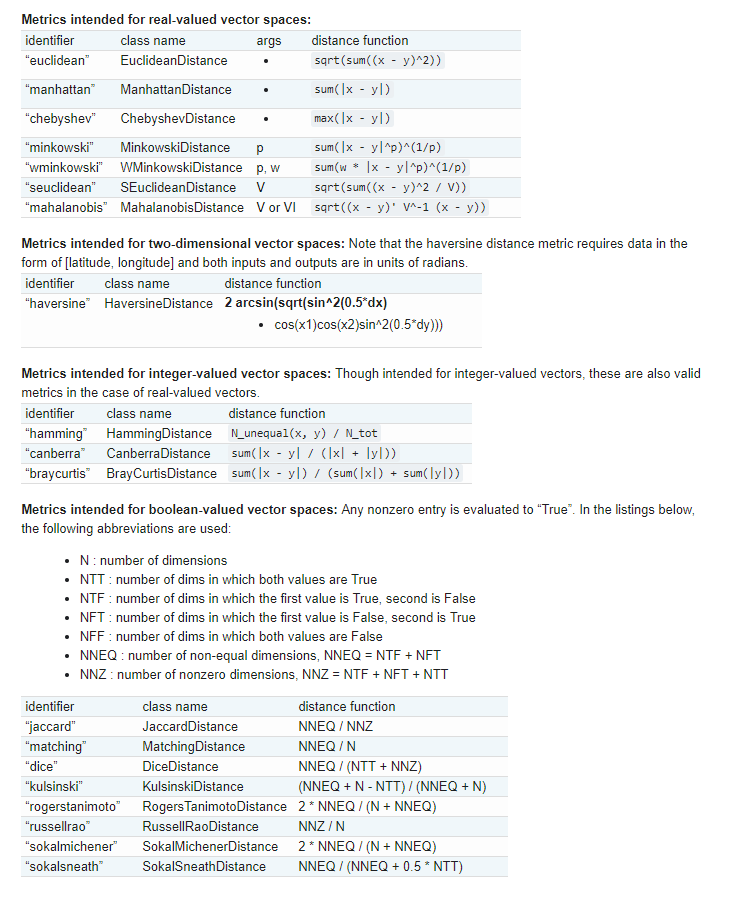 Metrics intended for real-valued vector spaces:
identifier class name args distance function
“euclidean” EuclideanDistance • sqrt(sum((x - y)^2))
“manhattan” ManhattanDistance • sum(|x - y|)
“chebyshev” ChebyshevDistance • max(|x - y|)
“minkowski” MinkowskiDistance p sum(|x - y|^p)^(1/p)
“wminkowski” WMinkowskiDistance p, w sum(w * |x - y|^p)^(1/p)
“seuclidean” SEuclideanDistance V sqrt(sum((x - y)^2 / V))
“mahalanobis” MahalanobisDistance V or VI sqrt((x - y)' V^-1 (x - y))
Metrics intended for two-dimensional vector spaces: Note that the haversine distance metric requires data in the
form of [latitude, longitude] and both inputs and outputs are in units of radians.
identifier class name distance function
“haversine” HaversineDistance 2 arcsin(sqrt(sin^2(0.5*dx)
• cos(x1)cos(x2)sin^2(0.5*dy)))
Metrics intended for integer-valued vector spaces: Though intended for integer-valued vectors, these are also valid
metrics in the case of real-valued vectors.
identifier class name distance function
“hamming” HammingDistance N_unequal(x, y) / N_tot
“canberra” CanberraDistance sum(|x - y| / (|x| + |y|))
“braycurtis” BrayCurtisDistance sum(|x - y|) / (sum(|x|) + sum(|y|))
Metrics intended for boolean-valued vector spaces: Any nonzero entry is evaluated to “True”. In the listings below,
the following abbreviations are used:
• N : number of dimensions
• NTT : number of dims in which both values are True
• NTF : number of dims in which the first value is True, second is False
• NFT : number of dims in which the first value is False, second is True
• NFF : number of dims in which both values are False
• NNEQ : number of non-equal dimensions, NNEQ = NTF + NFT
• NNZ : number of nonzero dimensions, NNZ = NTF + NFT + NTT
identifier class name distance function
“jaccard” JaccardDistance NNEQ / NNZ
“matching” MatchingDistance NNEQ / N
“dice” DiceDistance NNEQ / (NTT + NNZ)
“kulsinski” KulsinskiDistance (NNEQ + N - NTT) / (NNEQ + N)
“rogerstanimoto” RogersTanimotoDistance 2 * NNEQ / (N + NNEQ)
“russellrao” RussellRaoDistance NNZ / N
“sokalmichener” SokalMichenerDistance 2 * NNEQ / (N + NNEQ)
“sokalsneath” SokalSneathDistance NNEQ / (NNEQ + 0.5 * NTT)